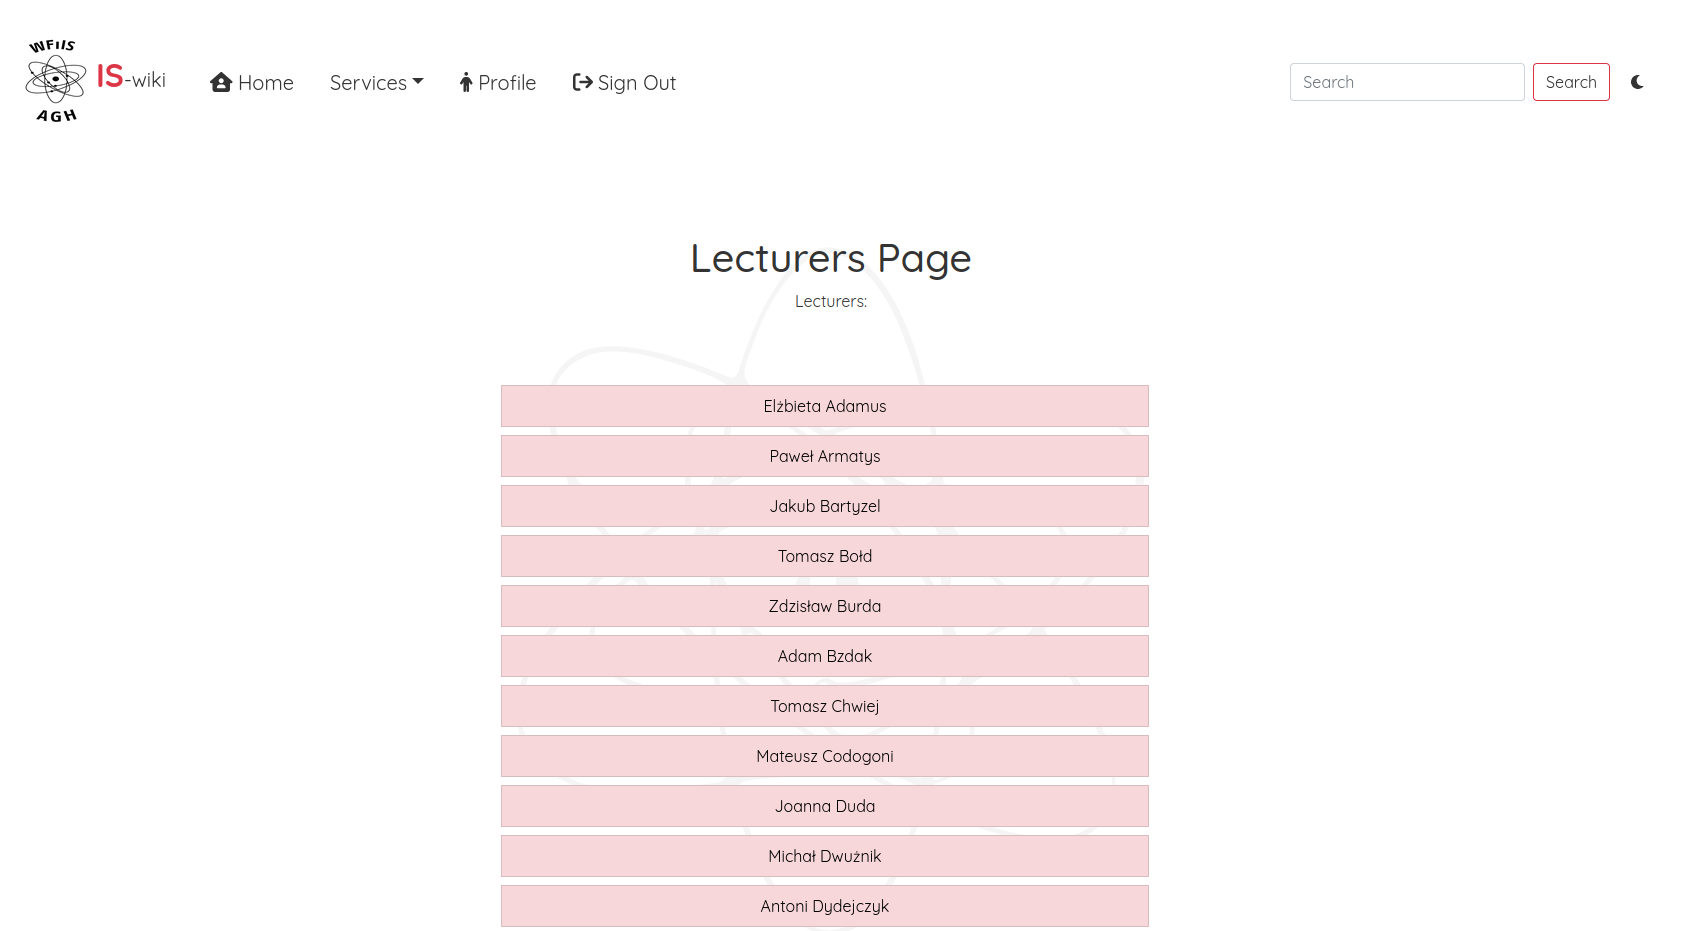 WFiIS
AGH
IS-wiki
Home
Services
Profile
Sign Out
Search
Search
Lecturers Page
Lecturers:
Elżbieta Adamus
Paweł Armatys
Jakub Bartyzel
Tomasz Bołd
Zdzisław Burda
Adam Bzdak
Tomasz Chwiej
Mateusz Codogoni
Joanna Duda
Michał Dwużnik
Antoni Dydejczyk